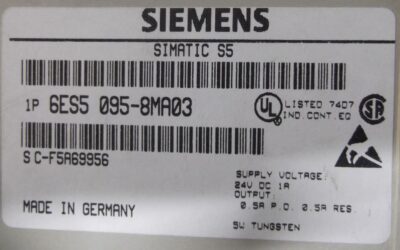 SIEMENS
SIMATIC S5
1P 6ES5 095-8MA03
UL LISTED 7407
IND.CONT.EQ
S C-F5A69956
SUPPLY VOLTAGE:
24V DC 1A
OUTPUT:
0.5A P.D. 0.5A RES.
5W TUNGSTEN
MADE IN GERMANY